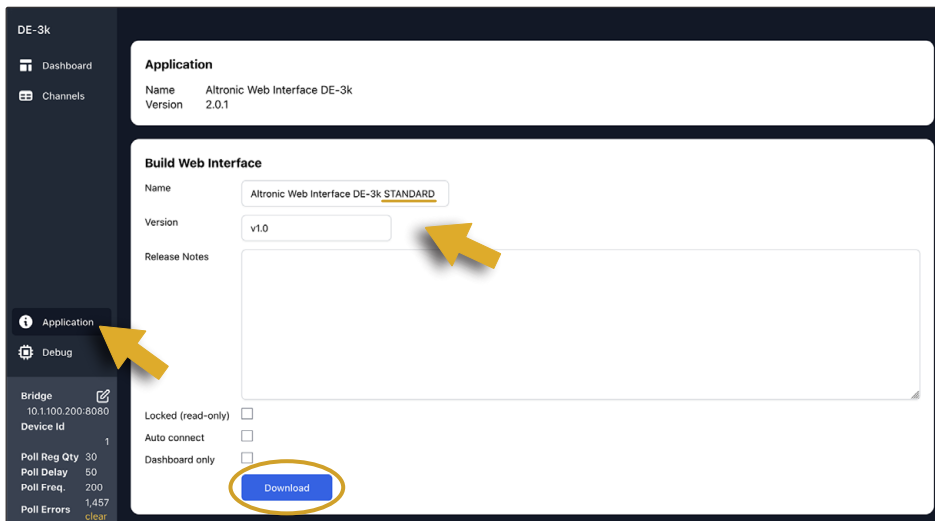 DE-3k
Dashboard
Channels
Application
Debug
Bridge
10.1.100.200:8080
Device Id
1
Poll Reg Qty 30
Poll Delay 50
Poll Freq. 200
Poll Errors 1,457
clear
Application
Name Altronic Web Interface DE-3k
Version 2.0.1
Build Web Interface
Name Altronic Web Interface DE-3k STANDARD
Version v1.0
Release Notes
Locked (read-only)
Auto connect
Dashboard only
Download